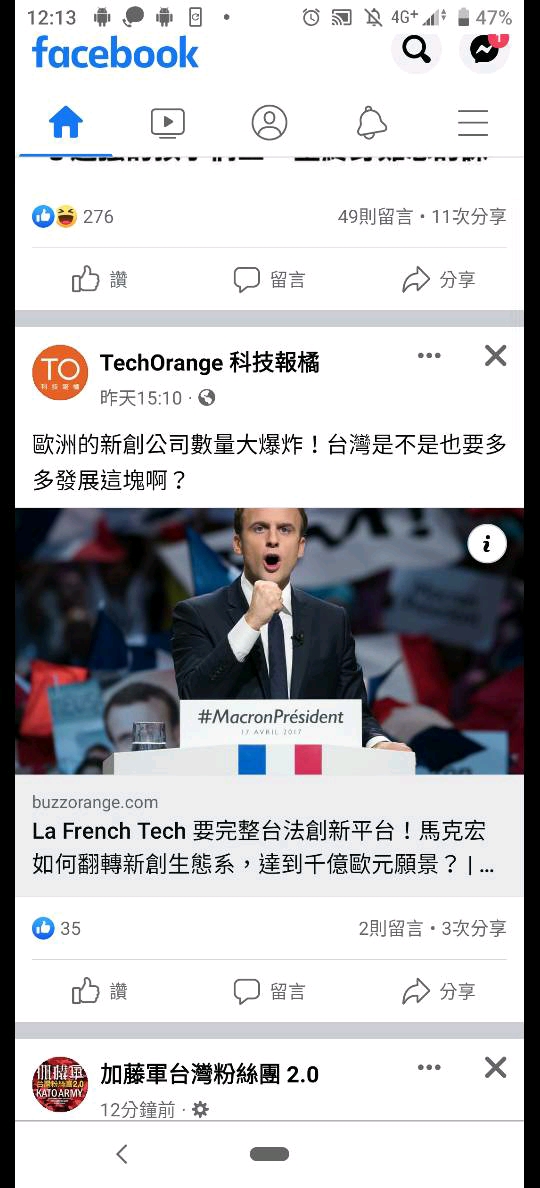 12:13
4G+
47%
facebook
1
276
49則留言・11次分享
讚
留言
分享
TO
科技報橘
TechOrange 科技報橘
昨天15:10
歐洲的新創公司數量大爆炸！台灣是不是也要多
多發展這塊啊？
i
#MacronPrésident
17 AVRIL 2017
buzzorange.com
La French Tech 要完整台法創新平台！馬克宏
如何翻轉新創生態系，達到千億歐元願景？ | ...
35
2則留言・3次分享
讚
留言
分享
台灣粉絲團2.0
KATOARMY
加藤軍台灣粉絲團 2.0
12分鐘前